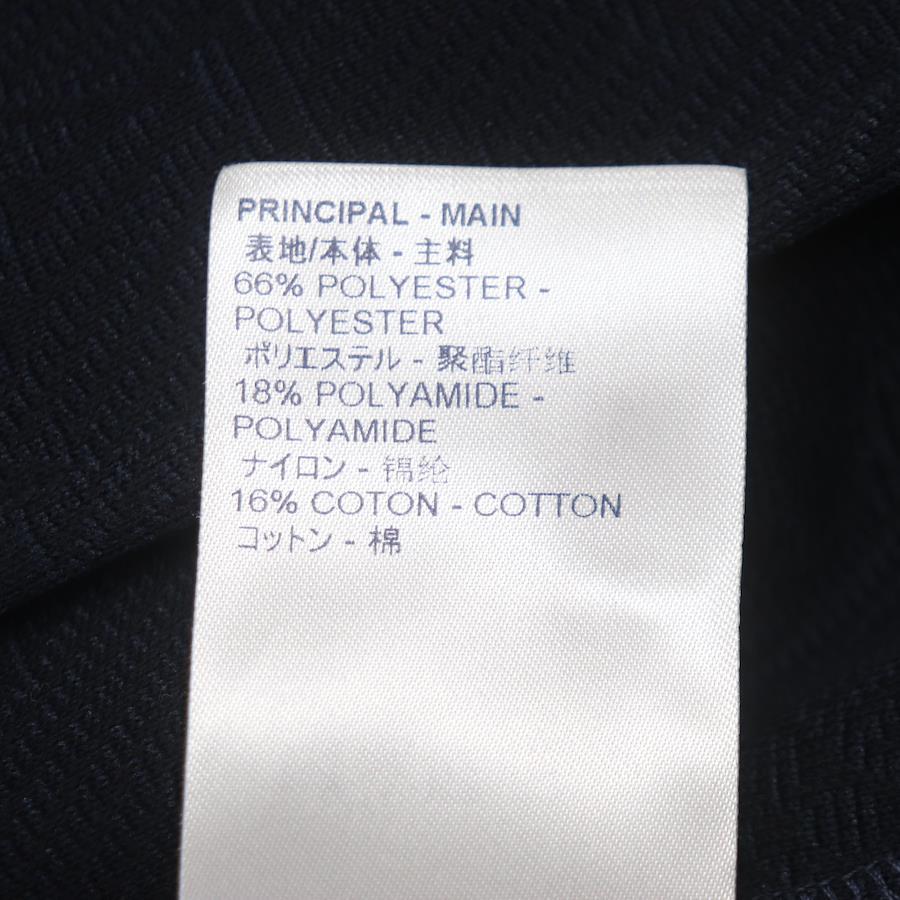 PRINCIPAL - MAIN
表地/本体 - 主料
66% POLYESTER -
POLYESTER
ポリエステル - 聚酯纤维
18% POLYAMIDE -
POLYAMIDE
ナイロン - 锦纶
16% COTON - COTTON
コットン - 棉